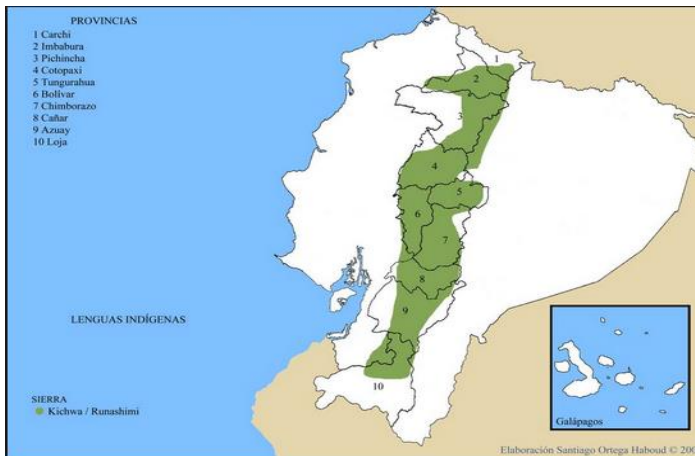 PROVINCIAS
1 Carchi
2 Imbabura
3 Pichincha
4 Cotopaxi
5 Tungurahua
6 Bolívar
7 Chimborazo
8 Cañar
9 Azuay
10 Loja
1
2
3
4
5
6
7
8
9
10
LENGUAS INDÍGENAS
SIERRA
Kichwa / Runashimi
Galápagos
Elaboración Santiago Ortega Haboud © 200